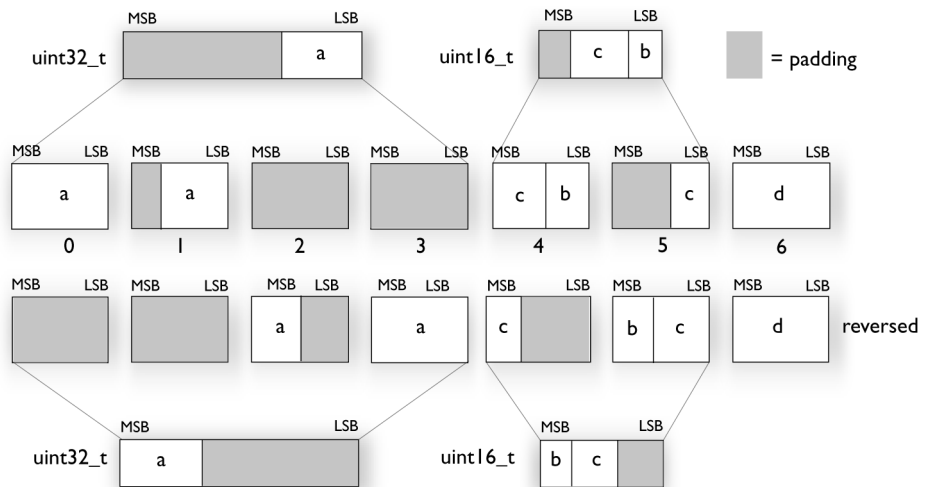 MSB LSB MSB LSB
uint32_t a uint16_t c b = padding
MSB LSB MSB LSB MSB LSB MSB LSB MSB LSB MSB LSB MSB LSB
a a c b c d
0 1 2 3 4 5 6
MSB LSB MSB LSB MSB LSB MSB LSB MSB LSB MSB LSB MSB LSB
a a c b c d reversed
MSB LSB MSB LSB
uint32_t a uint16_t b c